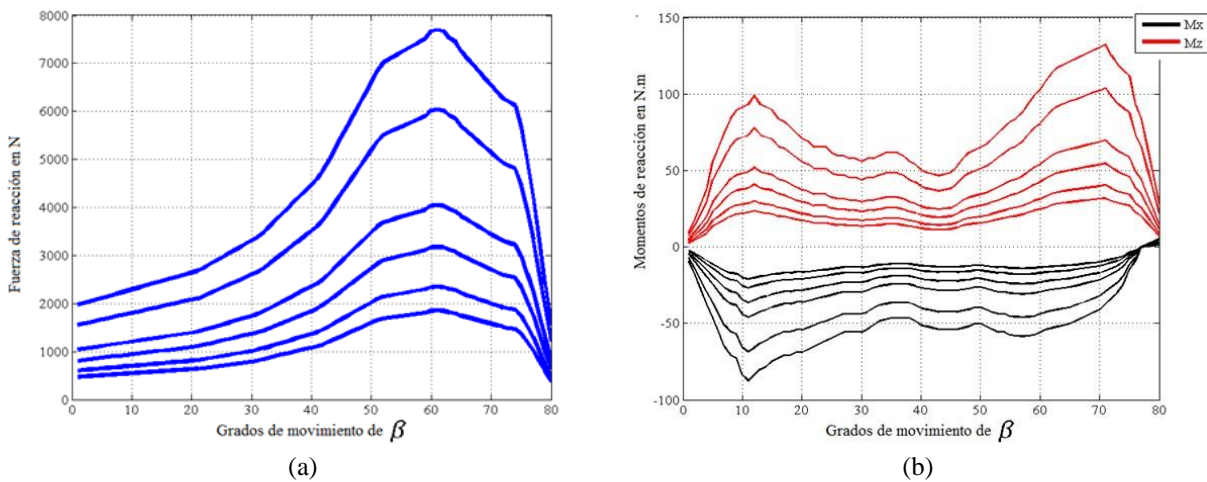 8000
7000
6000
5000
4000
3000
2000
1000
0
Fuerza de reacción en N
0 10 20 30 40 50 60 70 80
Grados de movimiento de β
(a)
150
100
50
0
-50
-100
Momentos de reacción en N.m
Mx
Mz
0 10 20 30 40 50 60 70 80
Grados de movimiento de β
(b)